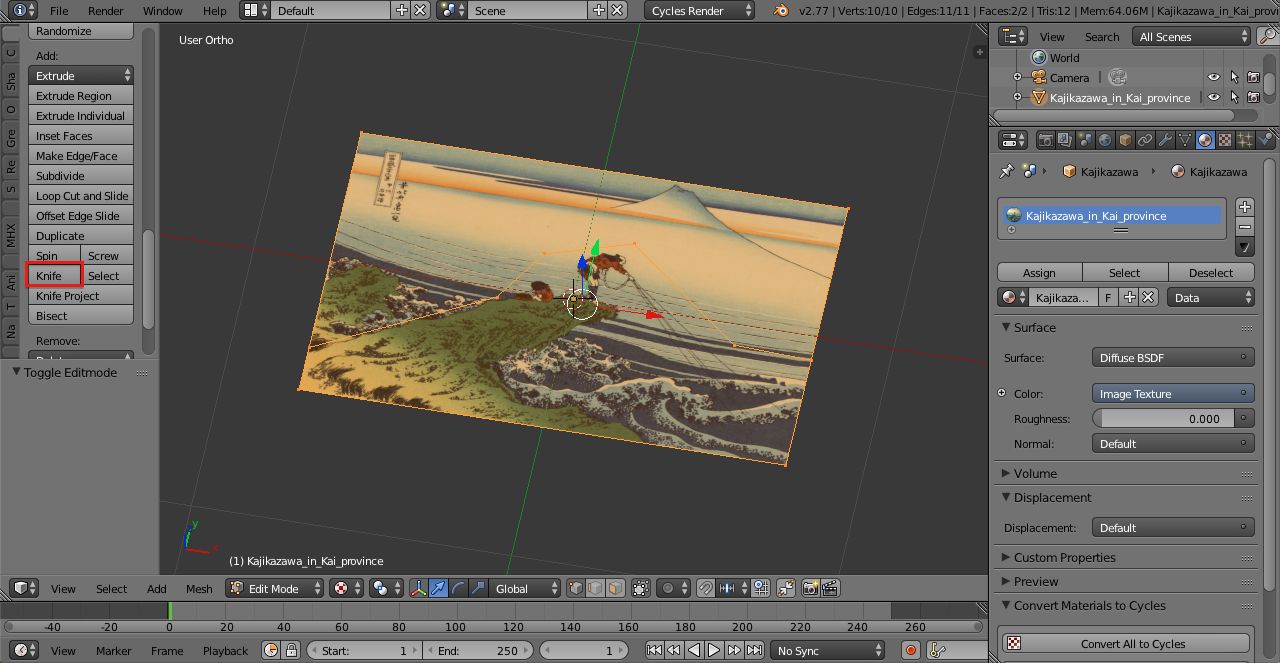 File Render Window Help Default Scene Cycles Render v2.77 | Verts:10/10 | Edges:11/11 | Faces:2/2 | Tris:12 | Mem:64.06M | Kajikazawa_in_Kai_provi
Randomize
Add:
Extrude
Extrude Region
Extrude Individual
Inset Faces
Make Edge/Face
Subdivide
Loop Cut and Slide
Offset Edge Slide
Duplicate
Spin Screw
Knife Select
Knife Project
Bisect
Remove:
C
Sha
O
Gre
Re
S
MHX
Ani
T
Na
Toggle Editmode
User Ortho
y
x
(1) Kajikazawa_in_Kai_province
View Select Add Mesh Edit Mode Global
-40 -20 0 20 40 60 80 100 120 140 160 180 200 220 240 260
View Marker Frame Playback Start: 1 End: 250 1 No Sync
View Search All Scenes
World
Camera
Kajikazawa_in_Kai_province
Kajikazawa Kajikazawa
Kajikazawa_in_Kai_province
Assign Select Deselect
Kajikaza... F Data
Surface
Surface: Diffuse BSDF
Color: Image Texture
Roughness: 0.000
Normal: Default
Volume
Displacement
Displacement: Default
Custom Properties
Preview
Convert Materials to Cycles
Convert All to Cycles